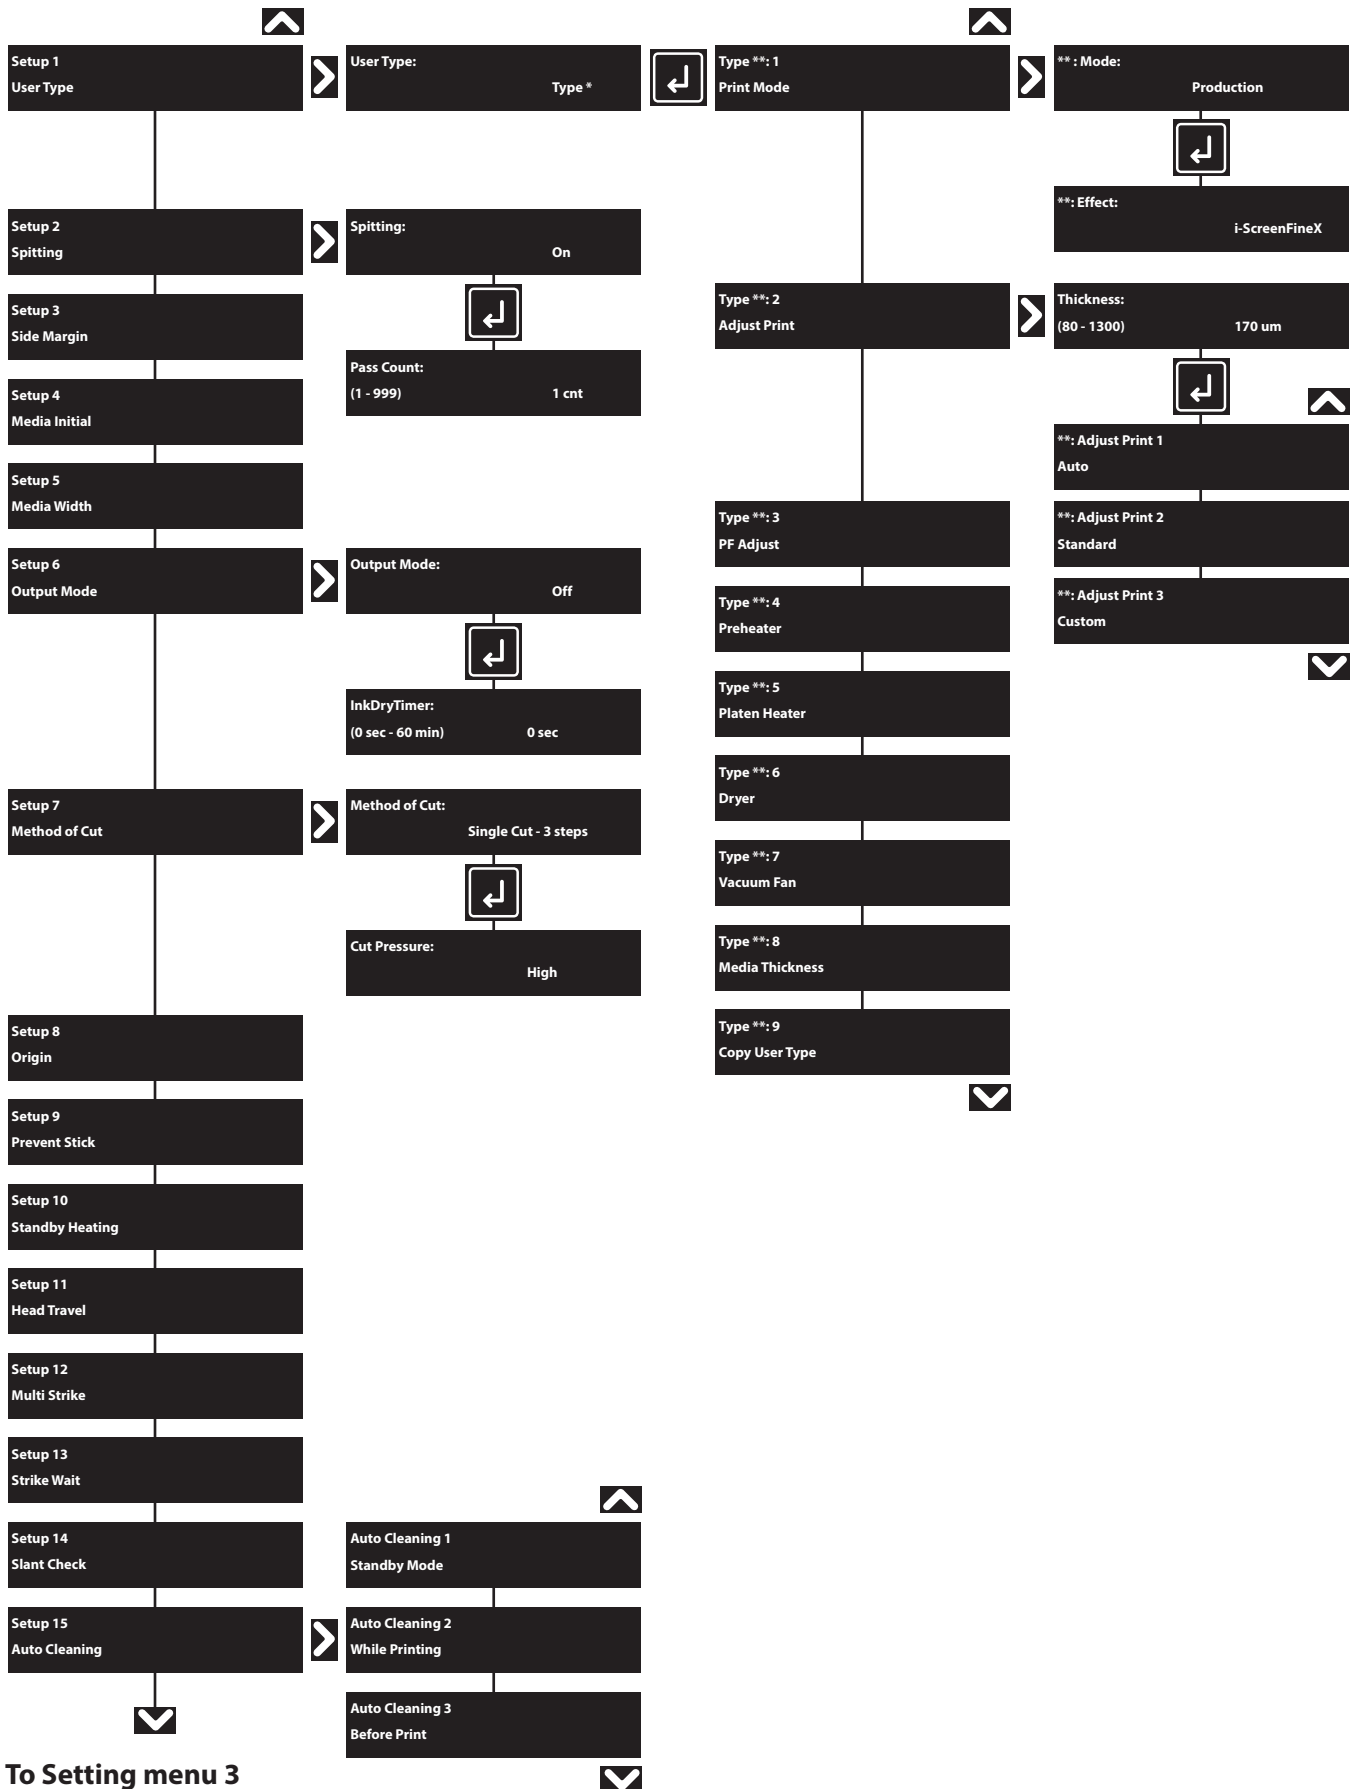 Setup 1
User Type
User Type:
Type *
Type **: 1
Print Mode
** : Mode:
Production
**: Effect:
i-ScreenFineX
Setup 2
Spitting
Spitting:
On
Pass Count:
(1 - 999) 1 cnt
Setup 3
Side Margin
Setup 4
Media Initial
Setup 5
Media Width
Setup 6
Output Mode
Output Mode:
Off
InkDryTimer:
(0 sec - 60 min) 0 sec
Setup 7
Method of Cut
Method of Cut:
Single Cut - 3 steps
Cut Pressure:
High
Type **: 2
Adjust Print
Thickness:
(80 - 1300) 170 um
**: Adjust Print 1
Auto
**: Adjust Print 2
Standard
**: Adjust Print 3
Custom
Type **: 3
PF Adjust
Type **: 4
Preheater
Type **: 5
Platen Heater
Type **: 6
Dryer
Type **: 7
Vacuum Fan
Type **: 8
Media Thickness
Type **: 9
Copy User Type
Setup 8
Origin
Setup 9
Prevent Stick
Setup 10
Standby Heating
Setup 11
Head Travel
Setup 12
Multi Strike
Setup 13
Strike Wait
Setup 14
Slant Check
Setup 15
Auto Cleaning
Auto Cleaning 1
Standby Mode
Auto Cleaning 2
While Printing
Auto Cleaning 3
Before Print
To Setting menu 3